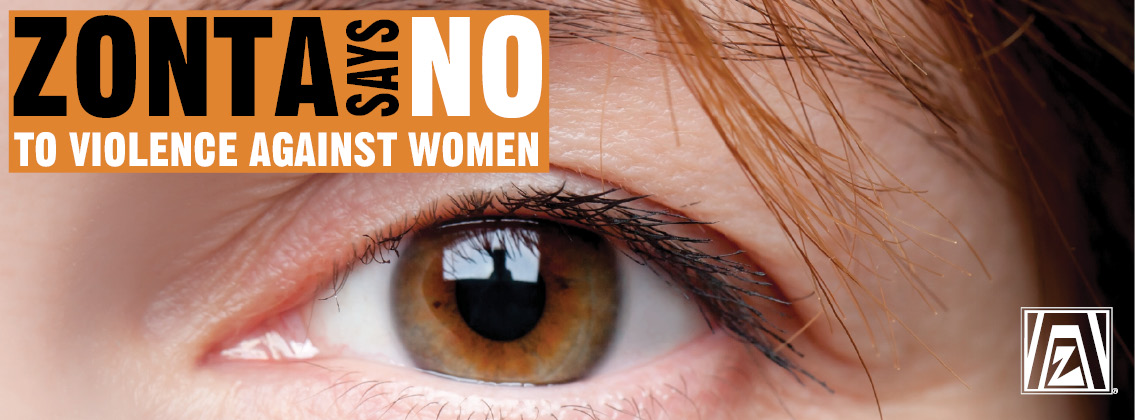 ZONTA SAYS NO
TO VIOLENCE AGAINST WOMEN
Z